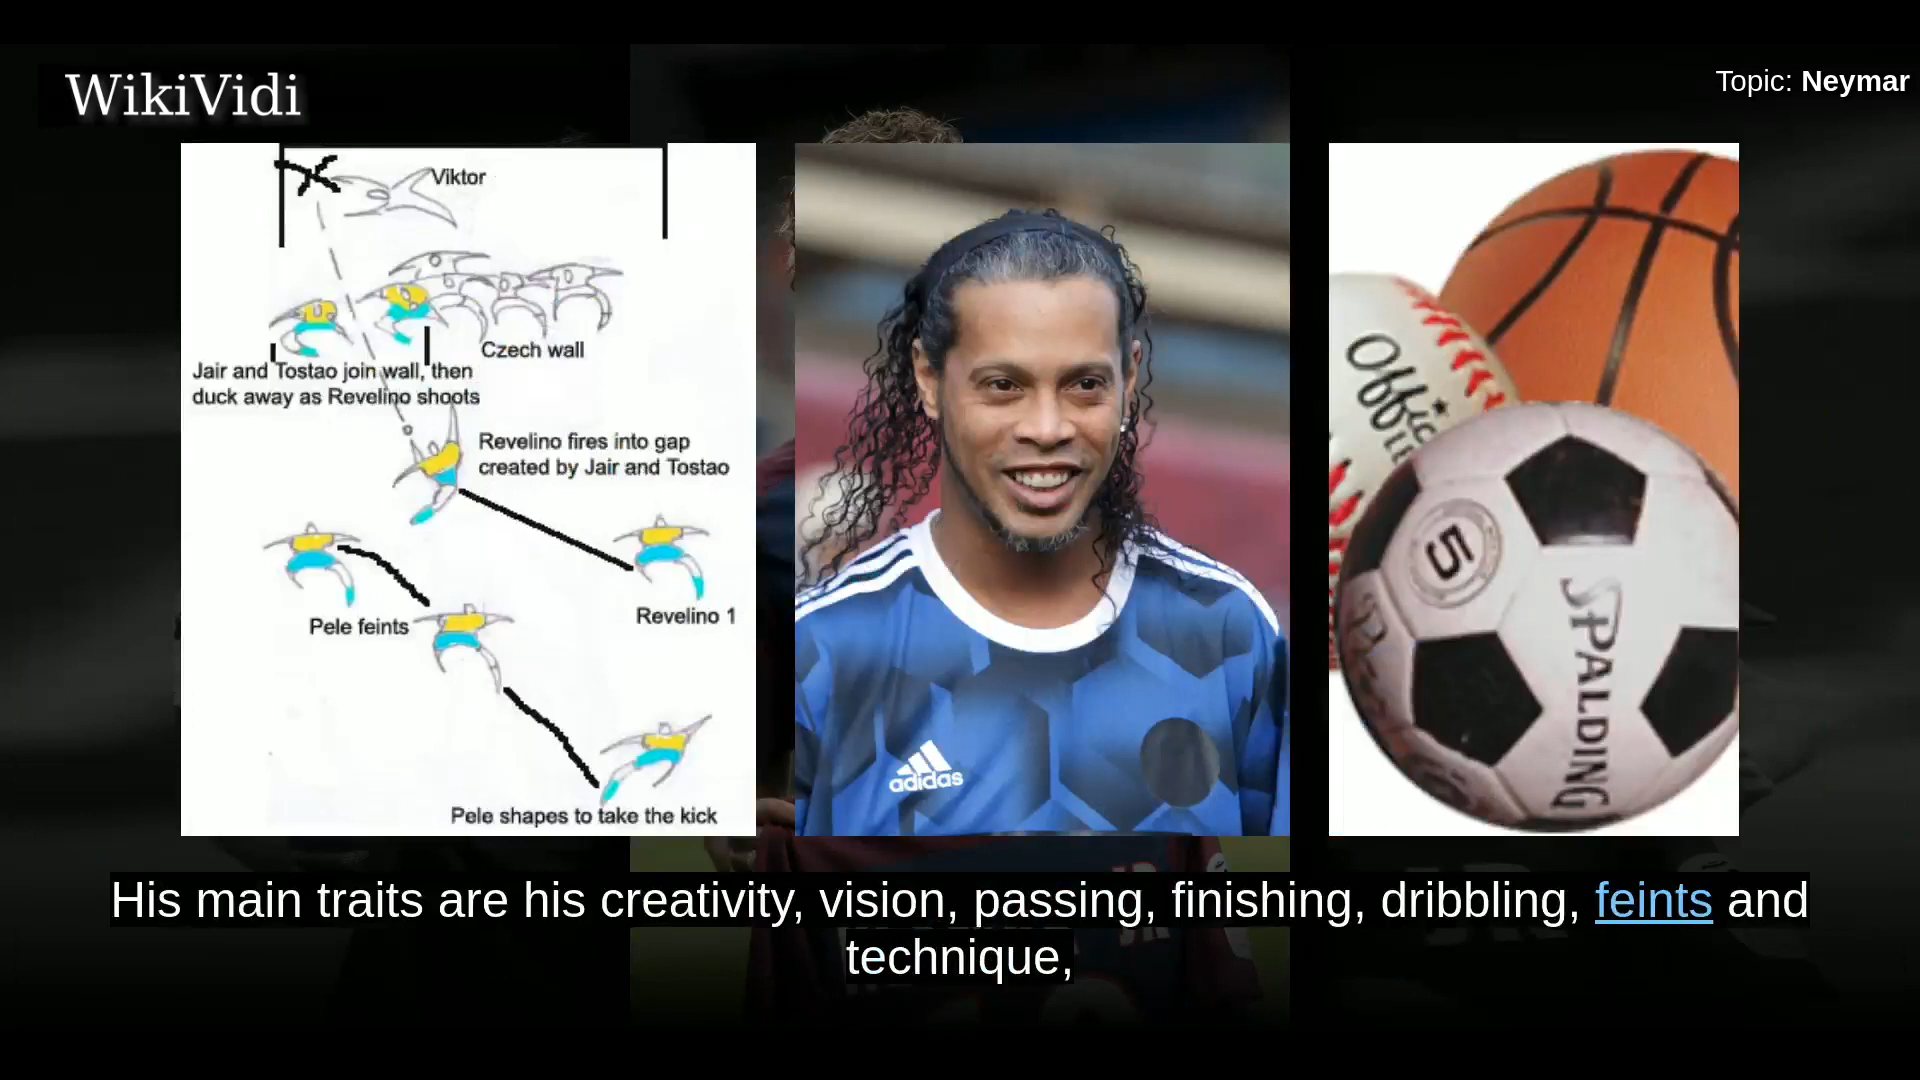 WikiVidi
Topic: Neymar
Viktor
Czech wall
Jair and Tostao join wall, then
duck away as Revelino shoots
Revelino fires into gap
created by Jair and Tostao
Pele feints
Revelino 1
Pele shapes to take the kick
adidas
5
SPALDING
His main traits are his creativity, vision, passing, finishing, dribbling, feints and
technique,